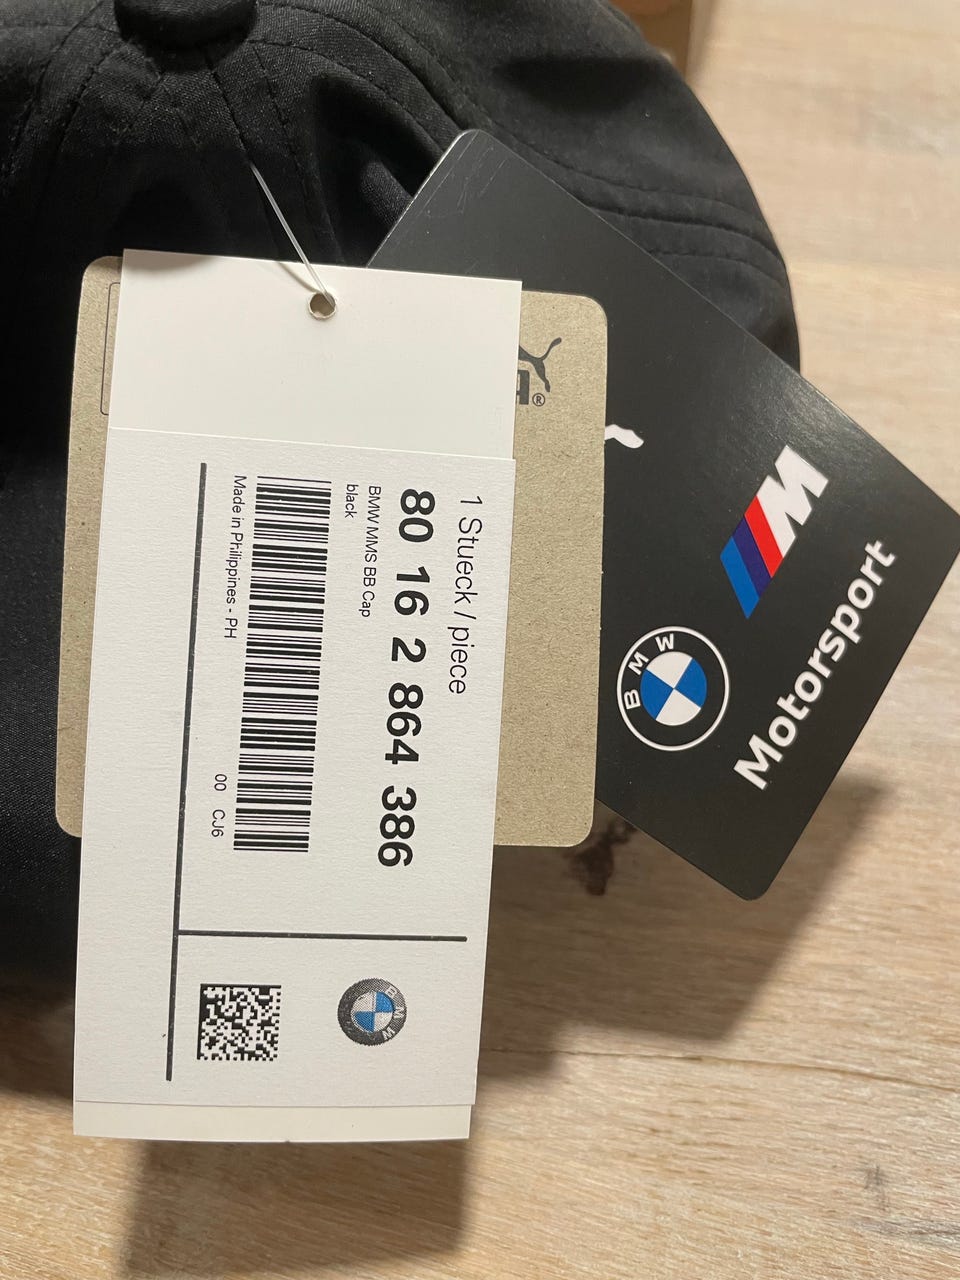 1 Stueck / piece
80 16 2 864 386
BMW MMS BB Cap
black
Made in Philippines - PH
00 CJ6
BMW
®
M
Motorsport
BMW